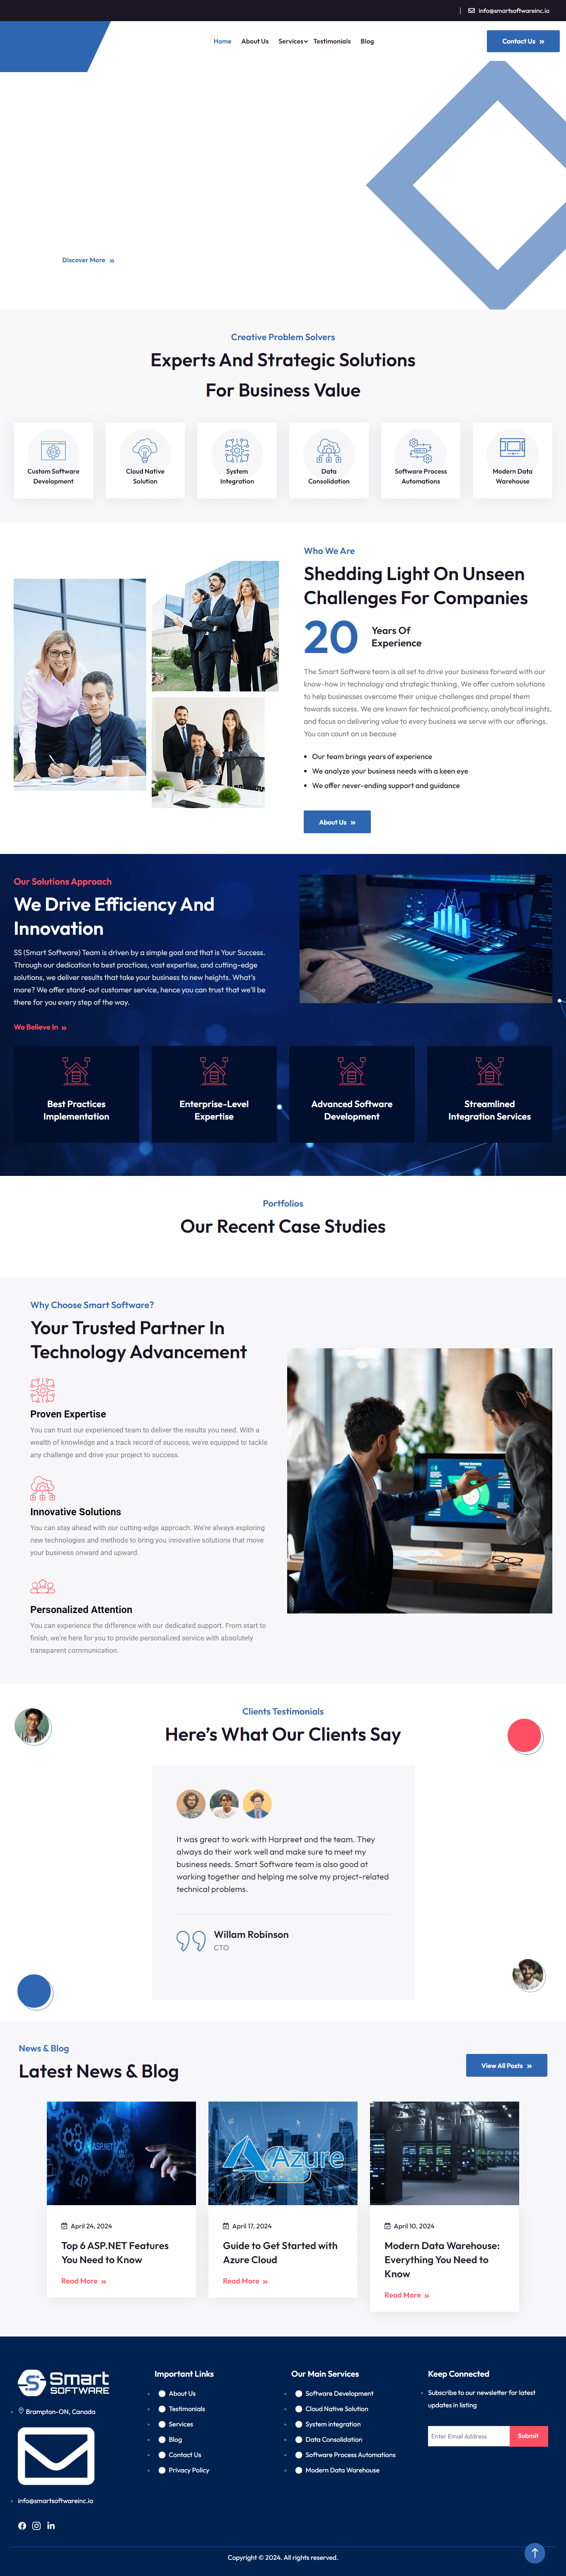 info@smartsoftwareinc.io
Home About Us Services Testimonials Blog
Contact Us
Discover More
Creative Problem Solvers
Experts And Strategic Solutions
For Business Value
Custom Software
Development
Cloud Native
Solution
System
Integration
Data
Consolidation
Software Process
Automations
Modern Data
Warehouse
Who We Are
Shedding Light On Unseen
Challenges For Companies
20 Years Of
Experience
The Smart Software team is all set to drive your business forward with our
know-how in technology and strategic thinking. We offer custom solutions
to help businesses overcome their unique challenges and propel them
towards success. We are known for technical proficiency, analytical insights,
and focus on delivering value to every business we serve with our offerings.
You can count on us because
Our team brings years of experience
We analyze your business needs with a keen eye
We offer never-ending support and guidance
About Us
Our Solutions Approach
We Drive Efficiency And
Innovation
SS (Smart Software) Team is driven by a simple goal and that is Your Success.
Through our dedication to best practices, vast expertise, and cutting-edge
solutions, we deliver results that take your business to new heights. What's
more? We offer stand-out customer service, hence you can trust that we'll be
there for you every step of the way.
We Believe In
Best Practices
Implementation
Enterprise-Level
Expertise
Advanced Software
Development
Streamlined
Integration Services
Portfolios
Our Recent Case Studies
Why Choose Smart Software?
Your Trusted Partner In
Technology Advancement
Proven Expertise
You can trust our experienced team to deliver the results you need. With a
wealth of knowledge and a track record of success, we're equipped to tackle
any challenge and drive your project to success.
Innovative Solutions
You can stay ahead with our cutting-edge approach. We're always exploring
new technologies and methods to bring you innovative solutions that move
your business onward and upward.
Personalized Attention
You can experience the difference with our dedicated support. From start to
finish, we're here for you to provide personalized service with absolutely
transparent communication.
Clients Testimonials
Here's What Our Clients Say
It was great to work with Harpreet and the team. They
always do their work well and make sure to meet my
business needs. Smart Software team is also good at
working together and helping me solve my project-related
technical problems.
Willam Robinson
CTO
News & Blog
Latest News & Blog
View All Posts
ASP.NET
Azure
April 24, 2024
Top 6 ASP.NET Features
You Need to Know
Read More
April 17, 2024
Guide to Get Started with
Azure Cloud
Read More
April 10, 2024
Modern Data Warehouse:
Everything You Need to
Know
Read More
Smart
SOFTWARE
Brampton-ON, Canada
info@smartsoftwareinc.io
Important Links
About Us
Testimonials
Services
Blog
Contact Us
Privacy Policy
Our Main Services
Software Development
Cloud Native Solution
System integration
Data Consolidation
Software Process Automations
Modern Data Warehouse
Keep Connected
Subscribe to our newsletter for latest
updates in listing
Enter Email Address
Submit
Copyright © 2024. All rights reserved.